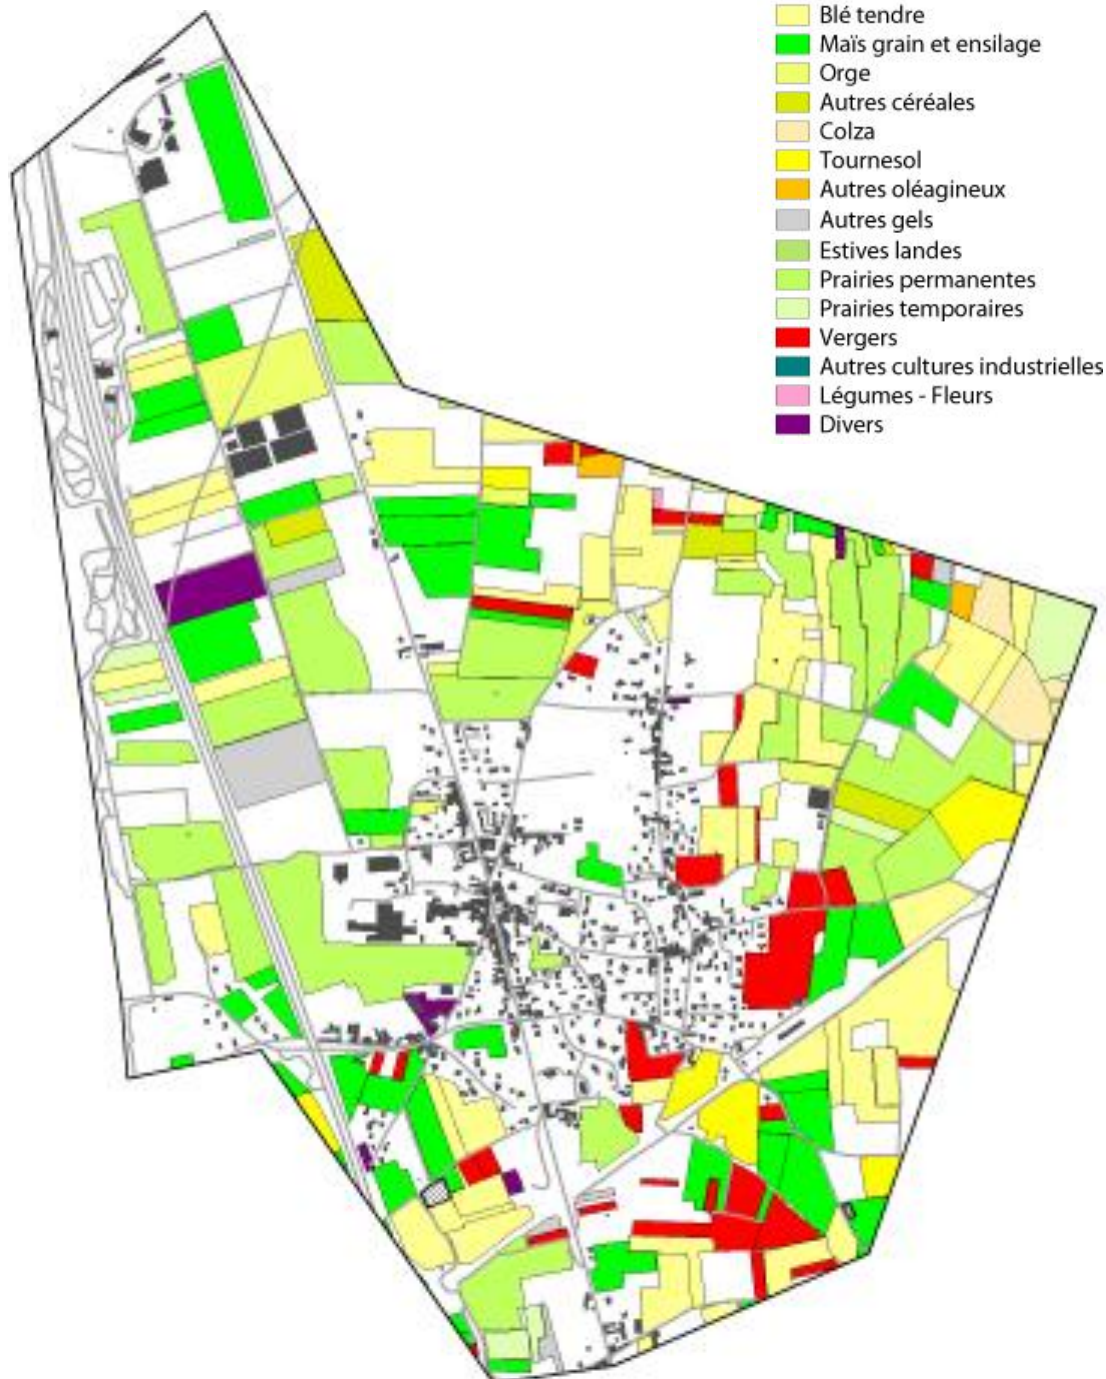 Blé tendre
Maïs grain et ensilage
Orge
Autres céréales
Colza
Tournesol
Autres oléagineux
Autres gels
Estives landes
Prairies permanentes
Prairies temporaires
Vergers
Autres cultures industrielles
Légumes - Fleurs
Divers